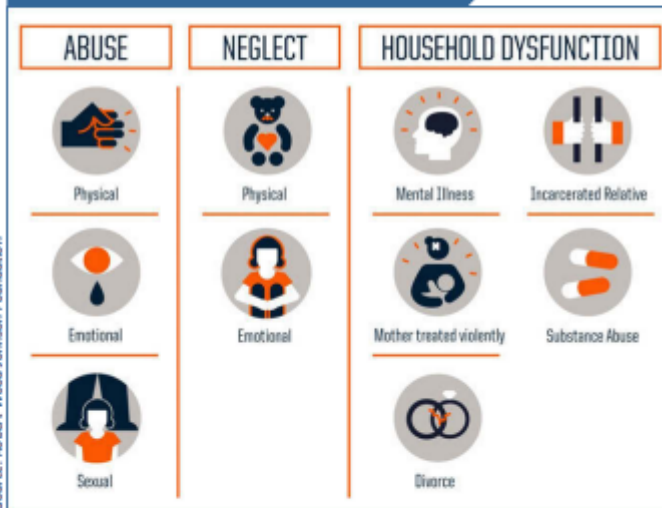 ABUSE
NEGLECT
HOUSEHOLD DYSFUNCTION
Physical
Emotional
Sexual
Physical
Emotional
Mental Illness
Incarcerated Relative
Mother treated violently
Substance Abuse
Divorce